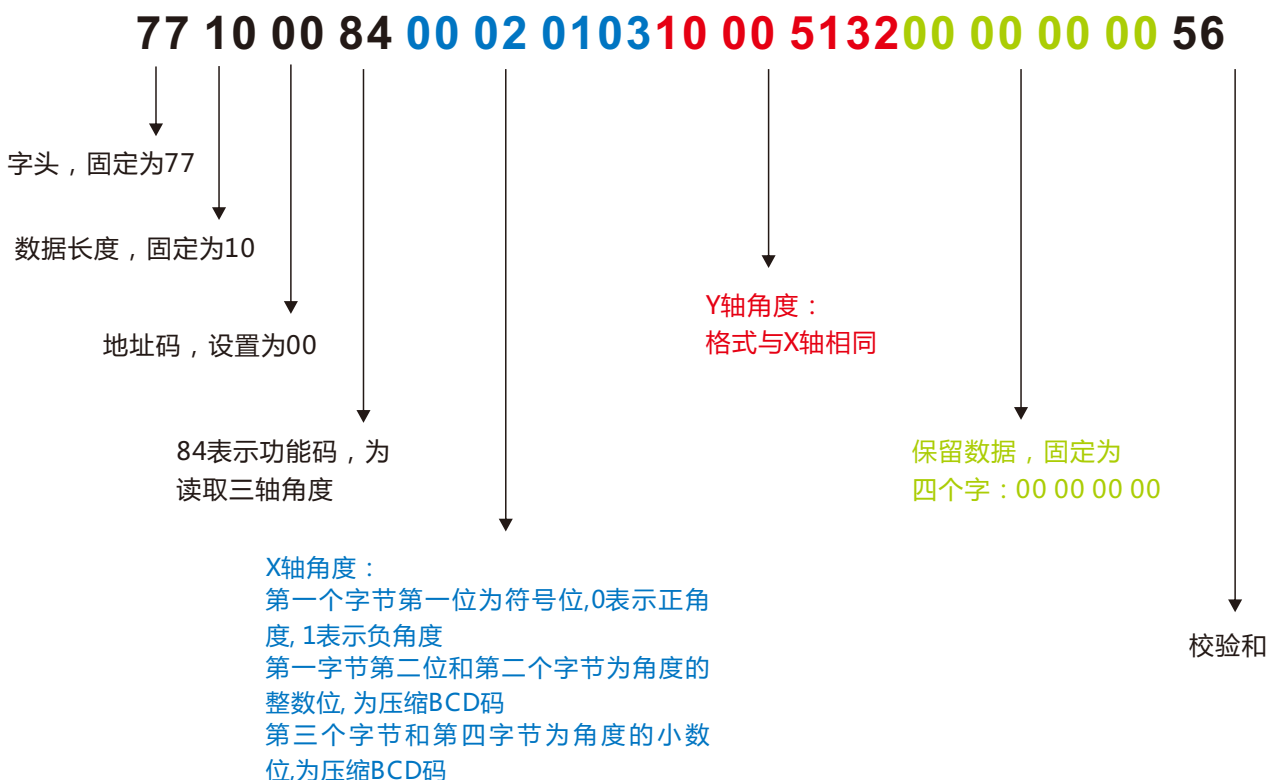 77 10 00 84 00 02 010310 00 513200 00 00 00 56
字头，固定为77
数据长度，固定为10
地址码，设置为00
Y轴角度：
格式与X轴相同
84表示功能码，为
读取三轴角度
保留数据，固定为
四个字：00 00 00 00
X轴角度：
第一个字节第一位为符号位,0表示正角
度, 1表示负角度
第一字节第二位和第二个字节为角度的
整数位, 为压缩BCD码
第三个字节和第四字节为角度的小数
位,为压缩BCD码
校验和